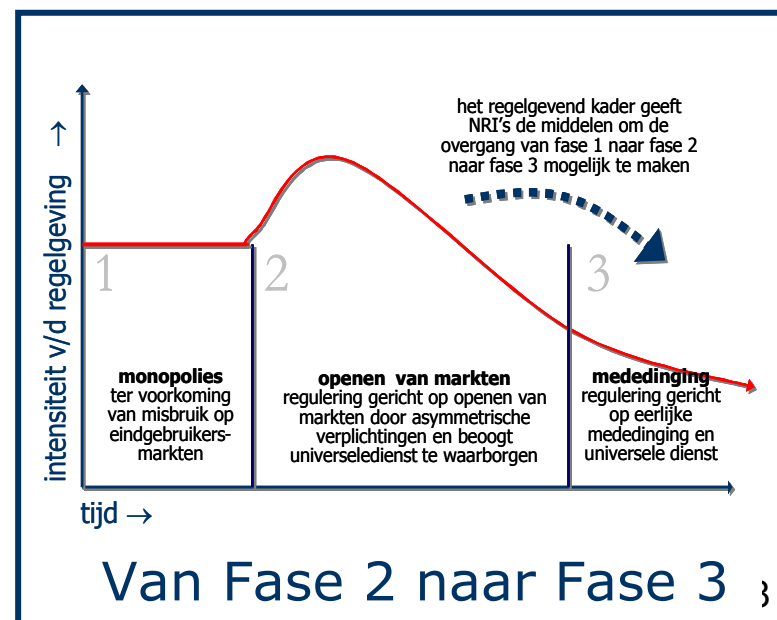 het regelgevend kader geeft
NRI's de middelen om de
overgang van fase 1 naar fase 2
naar fase 3 mogelijk te maken
intensiteit v/d regelgeving →
1
2
3
monopolies
ter voorkoming
van misbruik op
eindgebruikers-
markten
openen van markten
regulering gericht op openen van
markten door asymmetrische
verplichtingen en beoogt
universeledienst te waarborgen
mededinging
regulering gericht
op eerlijke
mededinging en
universele dienst
tijd →
Van Fase 2 naar Fase 3